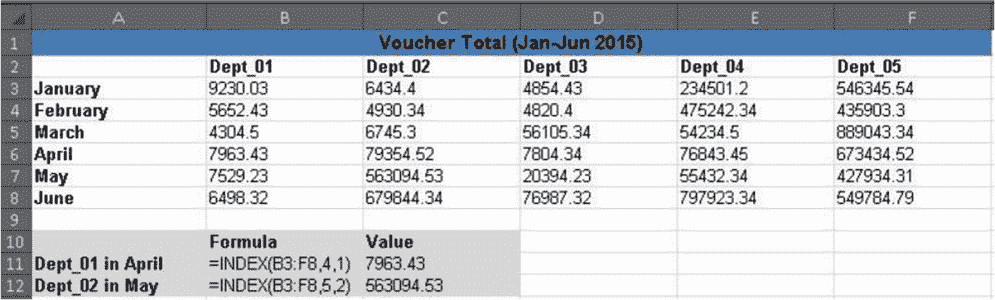 A B C D E F
1 Voucher Total (Jan-Jun 2015)
2 Dept_01 Dept_02 Dept_03 Dept_04 Dept_05
3 January 9230.03 6434.4 4854.43 234501.2 546345.54
4 February 5652.43 4930.34 4820.4 475242.34 435903.3
5 March 4304.5 6745.3 56105.34 54234.5 889043.34
6 April 7963.43 79354.52 7804.34 76843.45 673434.52
7 May 7529.23 563094.53 20394.23 55432.34 427934.31
8 June 6498.32 679844.34 76987.32 797923.34 549784.79
9
10 Formula Value
11 Dept_01 in April =INDEX(B3:F8,4,1) 7963.43
12 Dept_02 in May =INDEX(B3:F8,5,2) 563094.53